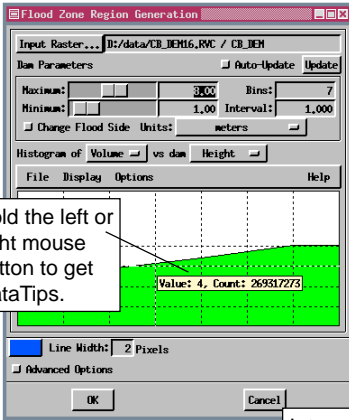 Flood Zone Region Generation
Input Raster... D:/data/CB_DEM16.RVC / CB_DEM
Dam Parameters Auto-Update Update
Maximum: 8.00 Bins: 7
Minimum: 1.00 Interval: 1.000
Change Flood Side Units: meters
Histogram of Volume vs dam Height
File Display Options Help
old the left or
ght mouse
tton to get
ataTips.
Value: 4, Count: 269317273
Line Width: 2 Pixels
Advanced Options
OK Cancel